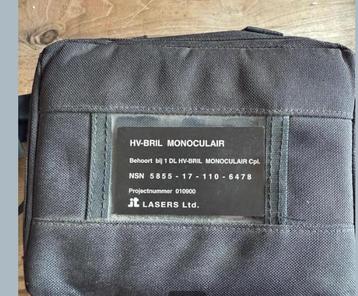 HV-BRIL MONOCULAIR
Behoort bij 1 DL HV-BRIL MONOCULAIR Cpl.
NSN 5855 - 17 - 110 - 6478
Projectnummer 010900
LASERS Ltd.